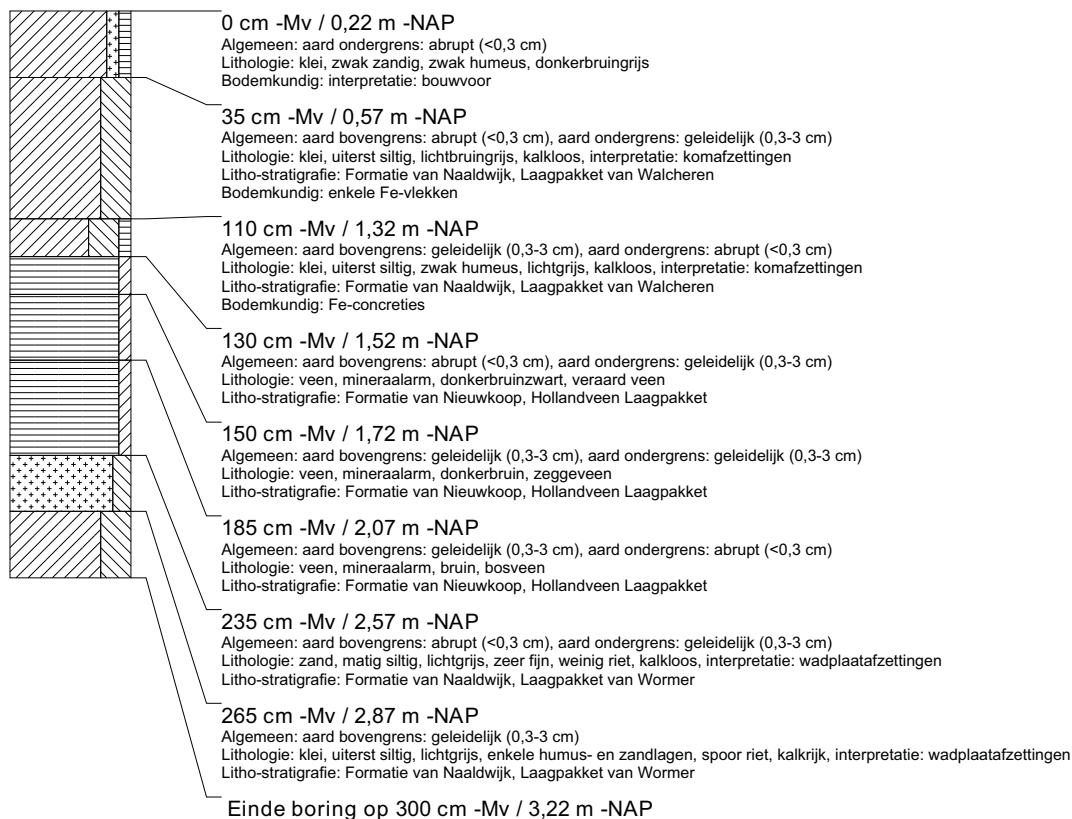 0 cm -Mv / 0,22 m -NAP
Algemeen: aard ondergrens: abrupt (<0,3 cm)
Lithologie: klei, zwak zandig, zwak humeus, donkerbruingrijs
Bodemkundig: interpretatie: bouwvoor
35 cm -Mv / 0,57 m -NAP
Algemeen: aard bovengrens: abrupt (<0,3 cm), aard ondergrens: geleidelijk (0,3-3 cm)
Lithologie: klei, uiterst siltig, lichtbruingrijs, kalkloos, interpretatie: komafzettingen
Litho-stratigrafie: Formatie van Naaldwijk, Laagpakket van Walcheren
Bodemkundig: enkele Fe-vlekken
110 cm -Mv / 1,32 m -NAP
Algemeen: aard bovengrens: geleidelijk (0,3-3 cm), aard ondergrens: abrupt (<0,3 cm)
Lithologie: klei, uiterst siltig, zwak humeus, lichtgrijs, kalkloos, interpretatie: komafzettingen
Litho-stratigrafie: Formatie van Naaldwijk, Laagpakket van Walcheren
Bodemkundig: Fe-concreties
130 cm -Mv / 1,52 m -NAP
Algemeen: aard bovengrens: abrupt (<0,3 cm), aard ondergrens: geleidelijk (0,3-3 cm)
Lithologie: veen, mineraalarm, donkerbruinzwart, veraard veen
Litho-stratigrafie: Formatie van Nieuwkoop, Hollandveen Laagpakket
150 cm -Mv / 1,72 m -NAP
Algemeen: aard bovengrens: geleidelijk (0,3-3 cm), aard ondergrens: geleidelijk (0,3-3 cm)
Lithologie: veen, mineraalarm, donkerbruin, zeggeveen
Litho-stratigrafie: Formatie van Nieuwkoop, Hollandveen Laagpakket
185 cm -Mv / 2,07 m -NAP
Algemeen: aard bovengrens: geleidelijk (0,3-3 cm), aard ondergrens: abrupt (<0,3 cm)
Lithologie: veen, mineraalarm, bruin, bosveen
Litho-stratigrafie: Formatie van Nieuwkoop, Hollandveen Laagpakket
235 cm -Mv / 2,57 m -NAP
Algemeen: aard bovengrens: abrupt (<0,3 cm), aard ondergrens: geleidelijk (0,3-3 cm)
Lithologie: zand, matig siltig, lichtgrijs, zeer fijn, weinig riet, kalkloos, interpretatie: wadplaatafzettingen
Litho-stratigrafie: Formatie van Naaldwijk, Laagpakket van Wormer
265 cm -Mv / 2,87 m -NAP
Algemeen: aard bovengrens: geleidelijk (0,3-3 cm)
Lithologie: klei, uiterst siltig, lichtgrijs, enkele humus- en zandlagen, spoor riet, kalkrijk, interpretatie: wadplaatafzettingen
Litho-stratigrafie: Formatie van Naaldwijk, Laagpakket van Wormer
Einde boring op 300 cm -Mv / 3,22 m -NAP